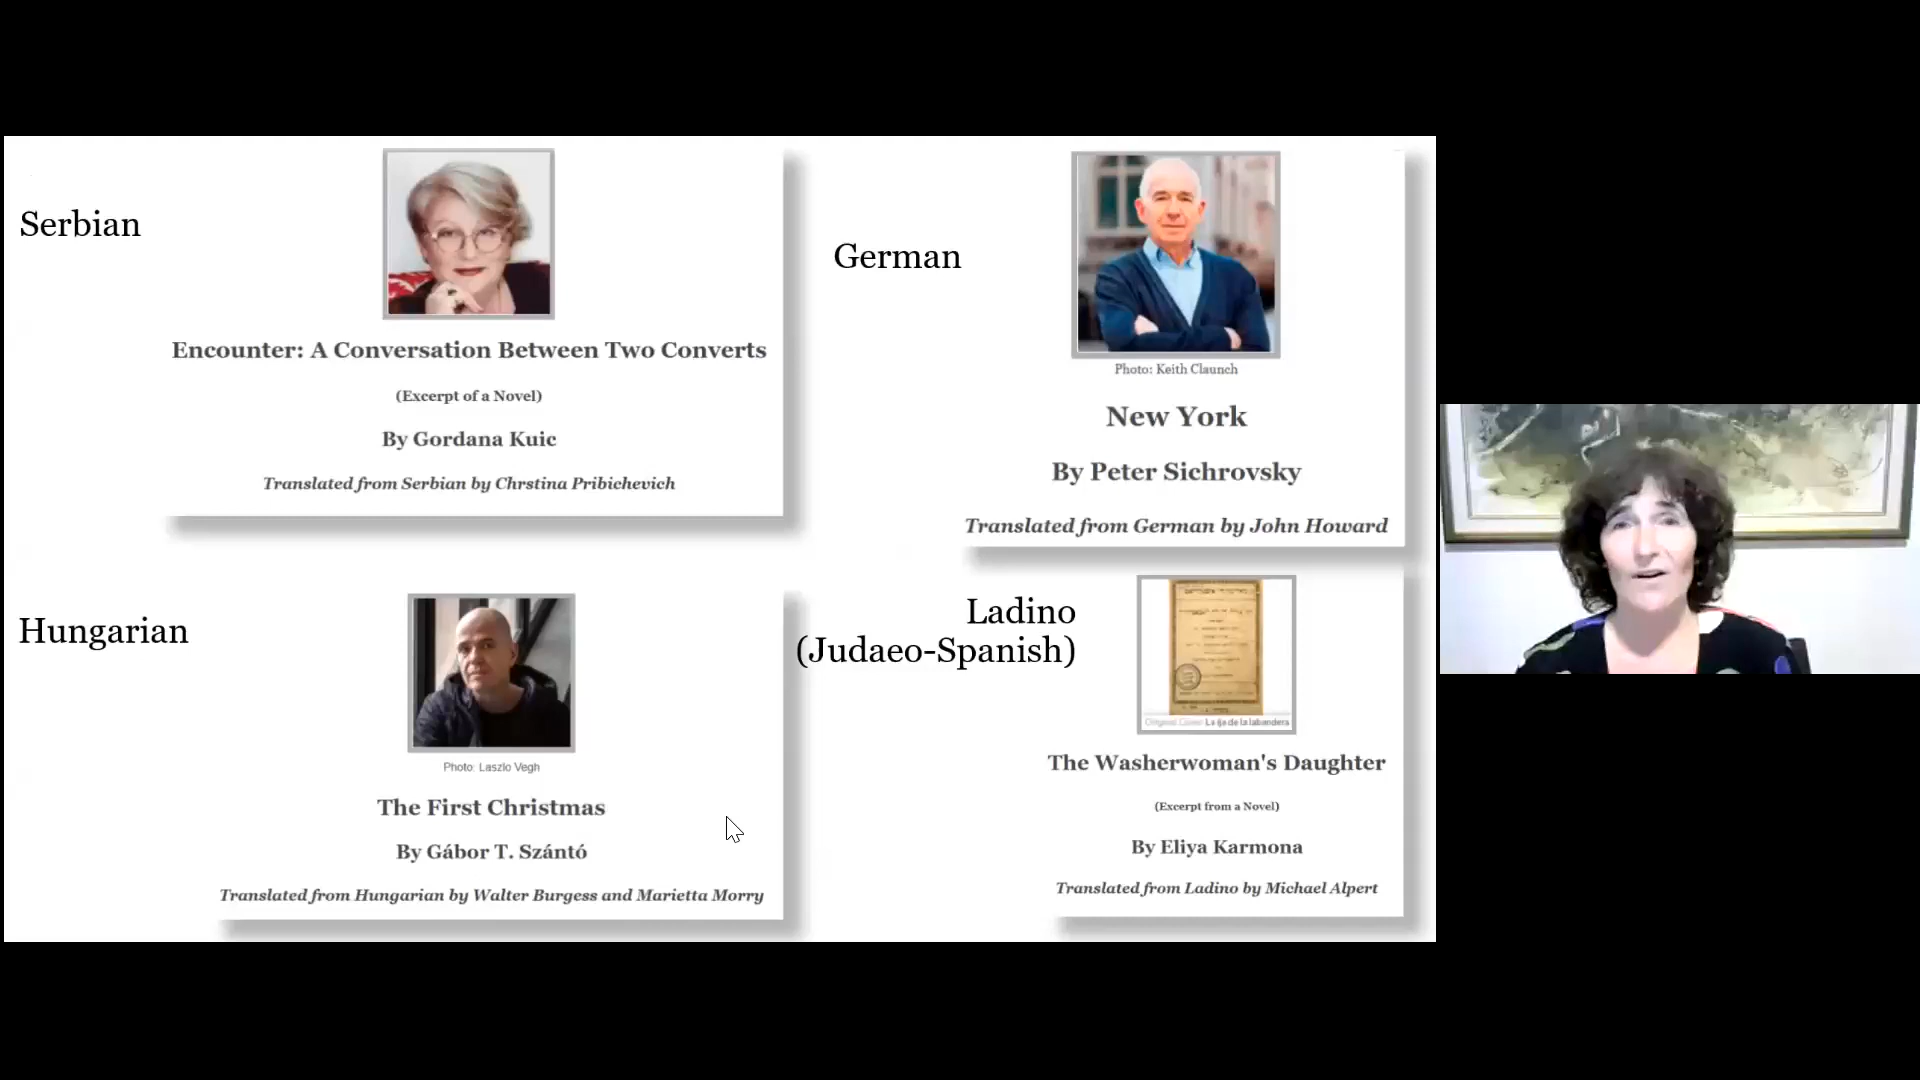 Serbian
Encounter: A Conversation Between Two Converts
(Excerpt of a Novel)
By Gordana Kuic
Translated from Serbian by Chrstina Pribichevich
German
Photo: Keith Claunch
New York
By Peter Sichrovsky
Translated from German by John Howard
Hungarian
Photo: Laszlo Vegh
The First Christmas
By Gábor T. Szántó
Translated from Hungarian by Walter Burgess and Marietta Morry
Ladino
(Judaeo-Spanish)
Original Cover: La ija de la labandera
The Washerwoman's Daughter
(Excerpt from a Novel)
By Eliya Karmona
Translated from Ladino by Michael Alpert